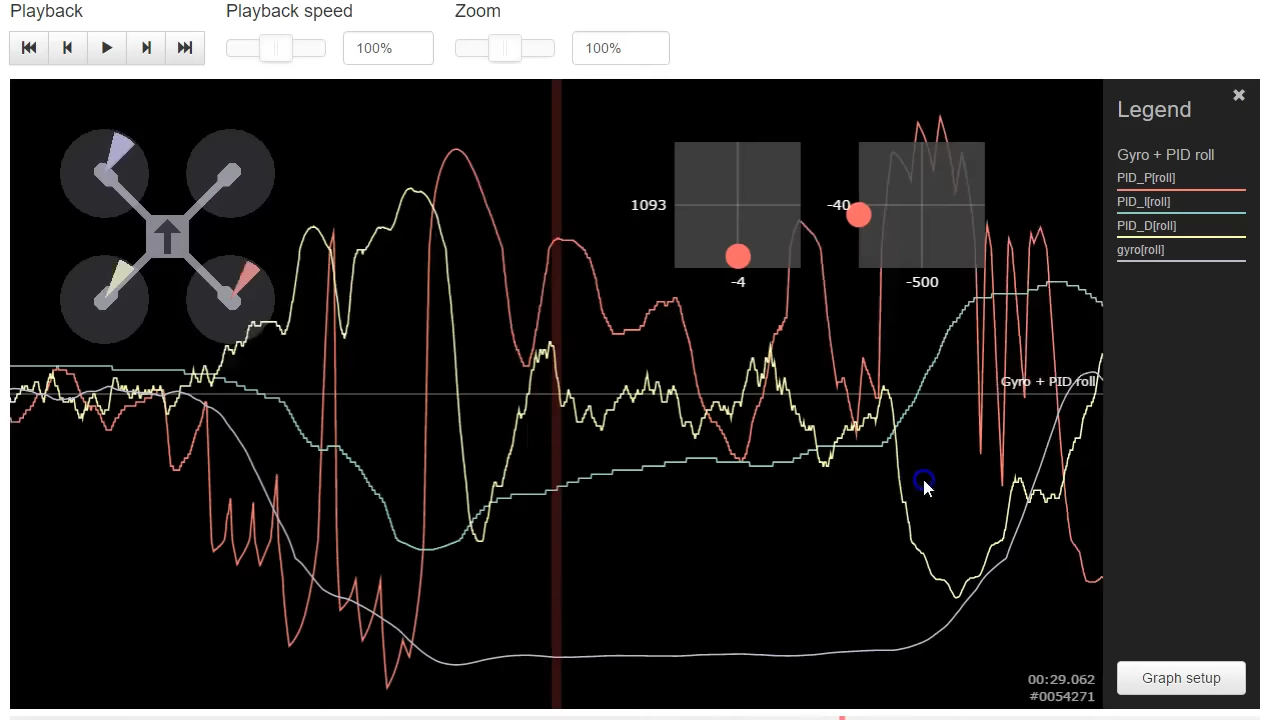 Playback
Playback speed
Zoom
100%
100%
Legend
Gyro + PID roll
PID_P[roll]
PID_I[roll]
PID_D[roll]
gyro[roll]
1093
-4
-40
-500
Gyro + PID roll
00:29.062
#0054271
Graph setup